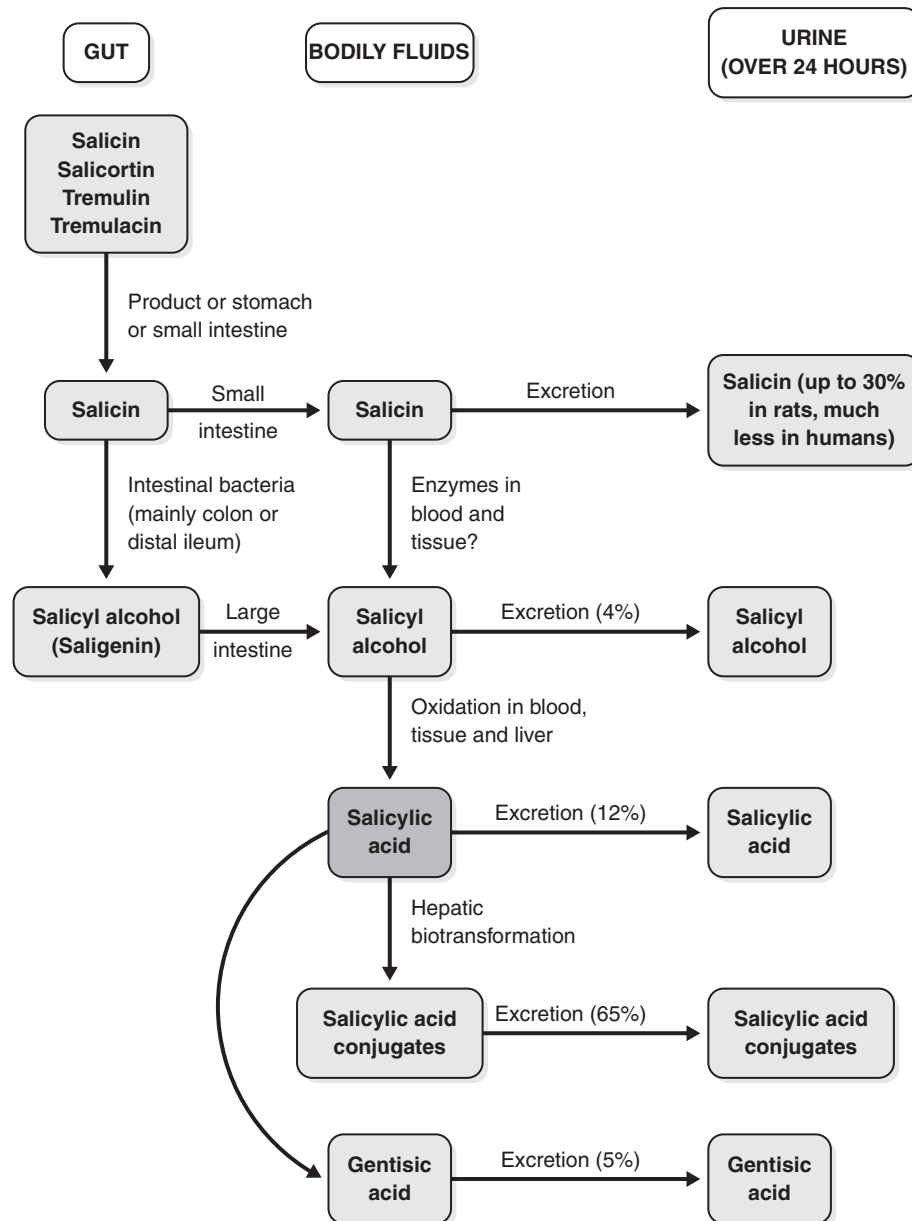 GUT
BODILY FLUIDS
URINE
(OVER 24 HOURS)
Salicin
Salicortin
Tremulin
Tremulacin
Product or stomach
or small intestine
Salicin
Small
intestine
Salicin
Excretion
Salicin (up to 30%
in rats, much
less in humans)
Intestinal bacteria
(mainly colon or
distal ileum)
Enzymes in
blood and
tissue?
Salicyl alcohol
(Saligenin)
Large
intestine
Salicyl
alcohol
Excretion (4%)
Salicyl
alcohol
Oxidation in blood,
tissue and liver
Salicylic
acid
Excretion (12%)
Salicylic
acid
Hepatic
biotransformation
Salicylic acid
conjugates
Excretion (65%)
Salicylic acid
conjugates
Gentisic
acid
Excretion (5%)
Gentisic
acid